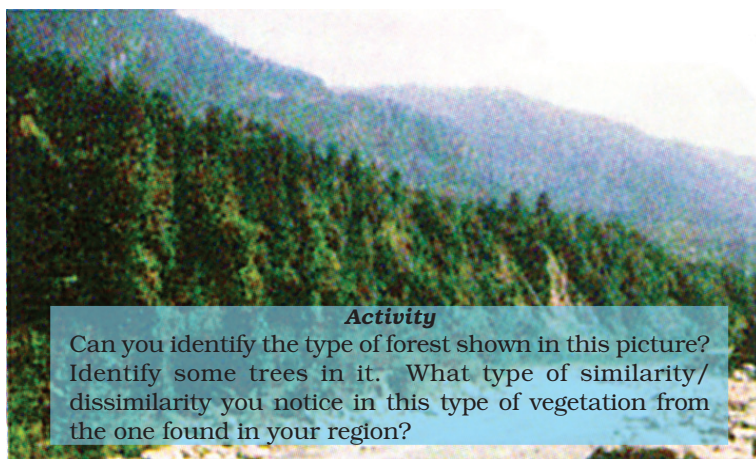 Activity
Can you identify the type of forest shown in this picture?
Identify some trees in it. What type of similarity/
dissimilarity you notice in this type of vegetation from
the one found in your region?